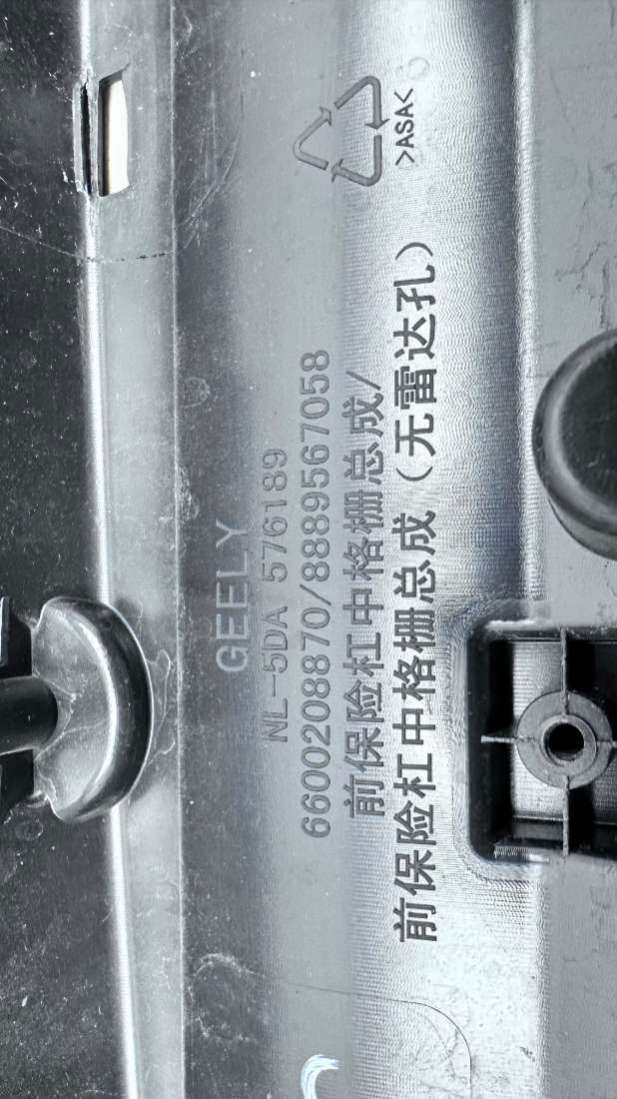 GEELY
NL-5DA 576189
6600208870/8889567058
前保险杠中格栅总成/
前保险杠中格栅总成（无雷达孔）
>ASA<